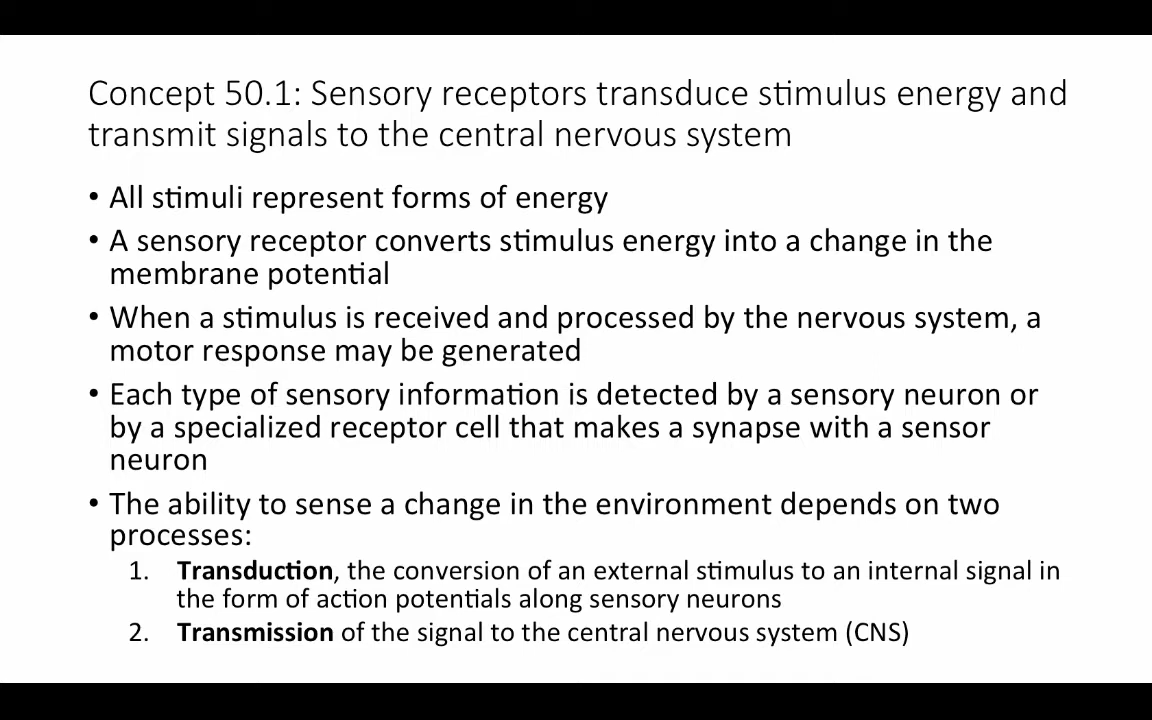 Concept 50.1: Sensory receptors transduce stimulus energy and
transmit signals to the central nervous system
• All stimuli represent forms of energy
• A sensory receptor converts stimulus energy into a change in the
membrane potential
• When a stimulus is received and processed by the nervous system, a
motor response may be generated
• Each type of sensory information is detected by a sensory neuron or
by a specialized receptor cell that makes a synapse with a sensor
neuron
• The ability to sense a change in the environment depends on two
processes:
1. Transduction, the conversion of an external stimulus to an internal signal in
the form of action potentials along sensory neurons
2. Transmission of the signal to the central nervous system (CNS)